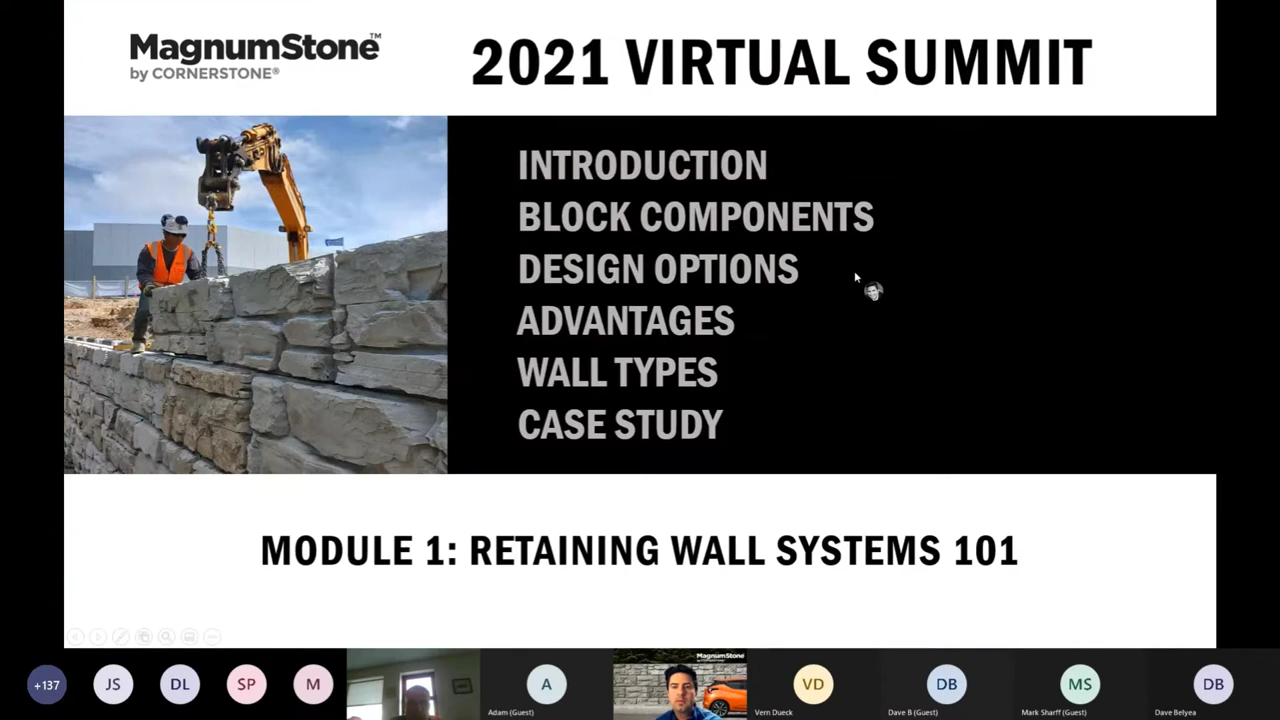 MagnumStone™
by CORNERSTONE®
2021 VIRTUAL SUMMIT
INTRODUCTION
BLOCK COMPONENTS
DESIGN OPTIONS
ADVANTAGES
WALL TYPES
CASE STUDY
MODULE 1: RETAINING WALL SYSTEMS 101
+137
JS
DL
SP
M
A
Adam (Guest)
MagnumStone
VD
Vern Dueck
DB
Dave B (Guest)
MS
Mark Sharff (Guest)
DB
Dave Belyea